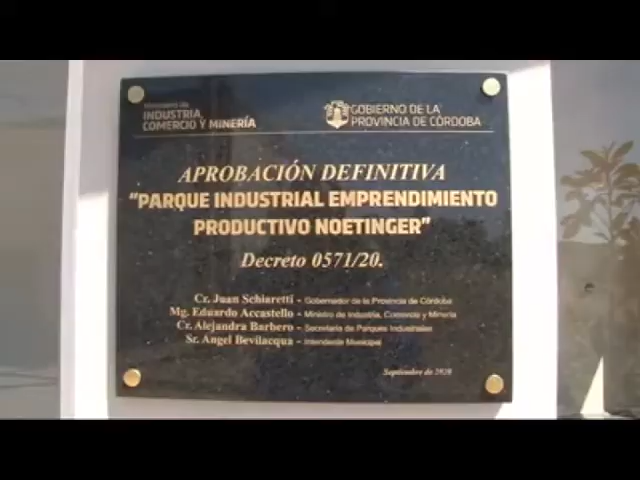 Ministerio de
INDUSTRIA,
COMERCIO Y MINERÍA
GOBIERNO DE LA
PROVINCIA DE CÓRDOBA
APROBACIÓN DEFINITIVA
"PARQUE INDUSTRIAL EMPRENDIMIENTO
PRODUCTIVO NOETINGER"
Decreto 0571/20.
Cr. Juan Schiaretti - Gobernador de la Provincia de Córdoba
Mg. Eduardo Accastello - Ministro de Industria, Comercio y Minería
Cr. Alejandra Barbero - Secretaria de Parques Industriales
Sr. Angel Bevilacqua - Intendente Municipal
Septiembre de 2020